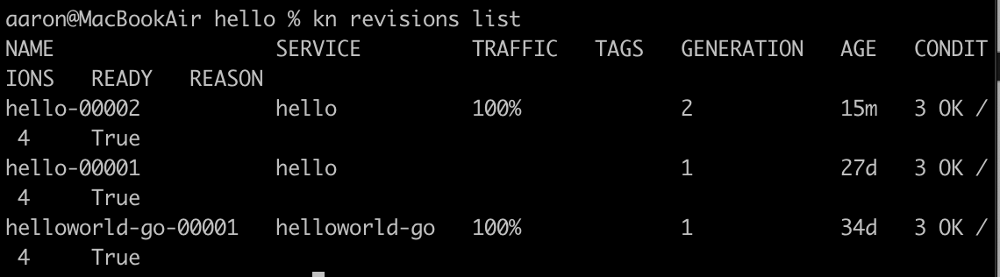 aaron@MacBookAir hello % kn revisions list
NAME                  SERVICE         TRAFFIC   TAGS   GENERATION   AGE   CONDIT
IONS   READY   REASON
hello-00002           hello           100%             2            15m   3 OK /
 4     True
hello-00001           hello                            1            27d   3 OK /
 4     True
helloworld-go-00001   helloworld-go   100%             1            34d   3 OK /
 4     True